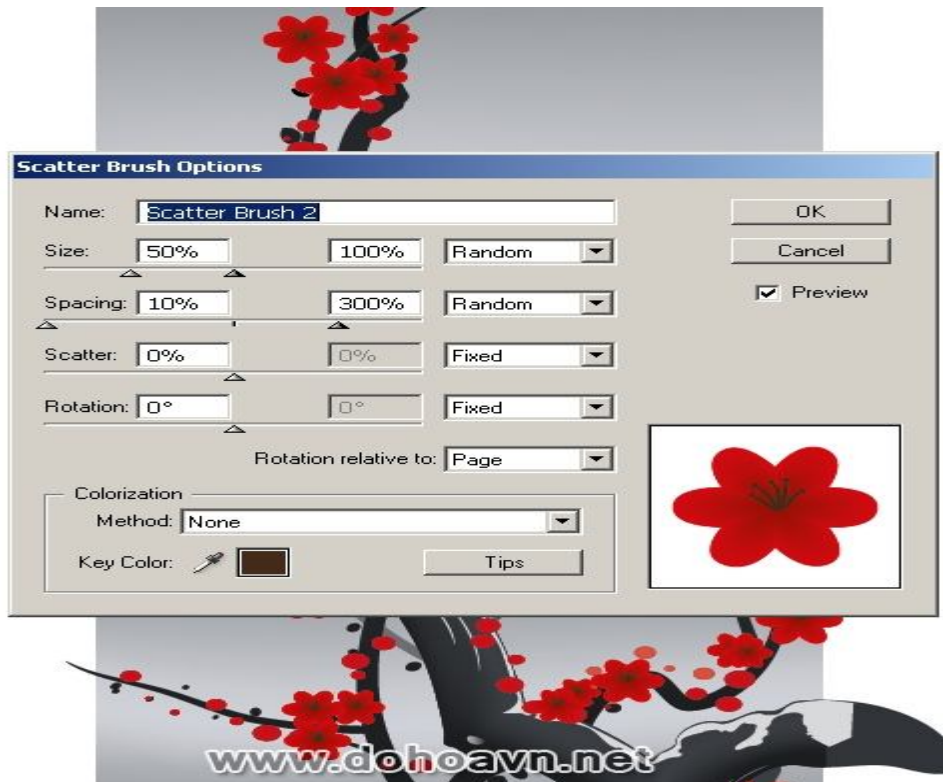 Scatter Brush Options
Name: Scatter Brush 2
OK
Size: 50% 100% Random
Cancel
Spacing: 10% 300% Random
Preview
Scatter: 0% 0% Fixed
Rotation: 0° 0° Fixed
Rotation relative to: Page
Colorization
Method: None
Key Color:
Tips
www.dohoavn.net